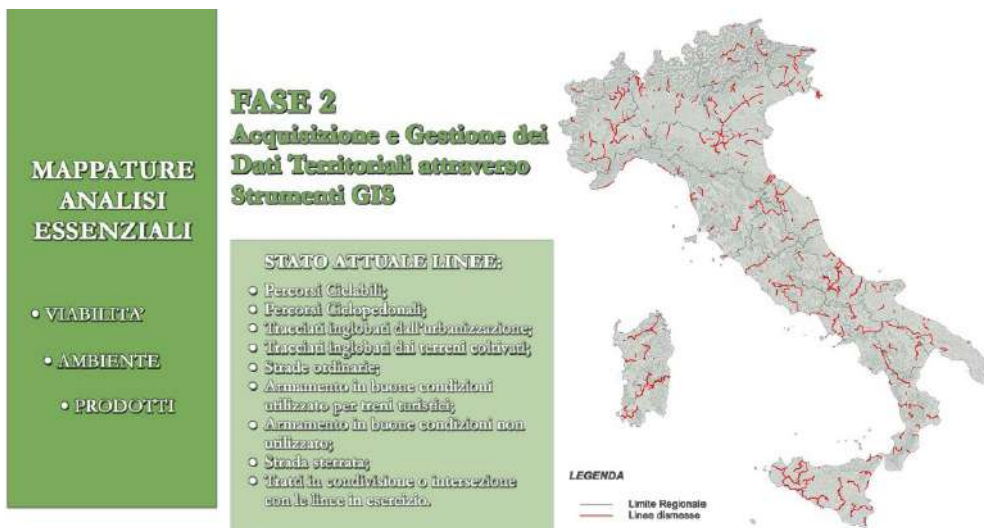 MAPPATURE
ANALISI
ESSENZIALI
• VIABILITA'
• AMBIENTE
• PRODOTTI
FASE 2
Acquisizione e Gestione dei
Dati Territoriali attraverso
Strumenti GIS
STATO ATTUALE LINEE:
• Percorsi Ciclabili;
• Percorsi Ciclopedonali;
• Tracciati inglobati dall'urbanizzazione;
• Tracciati inglobati dai terreni coltivati;
• Strade ordinarie;
• Armamento in buone condizioni
utilizzato per treni turistici;
• Armamento in buone condizioni non
utilizzato;
• Strada sterrata;
• Tratti in condivisione o intersezione
con le linee in esercizio.
LEGENDA
Limite Regionale
Linee dismesse